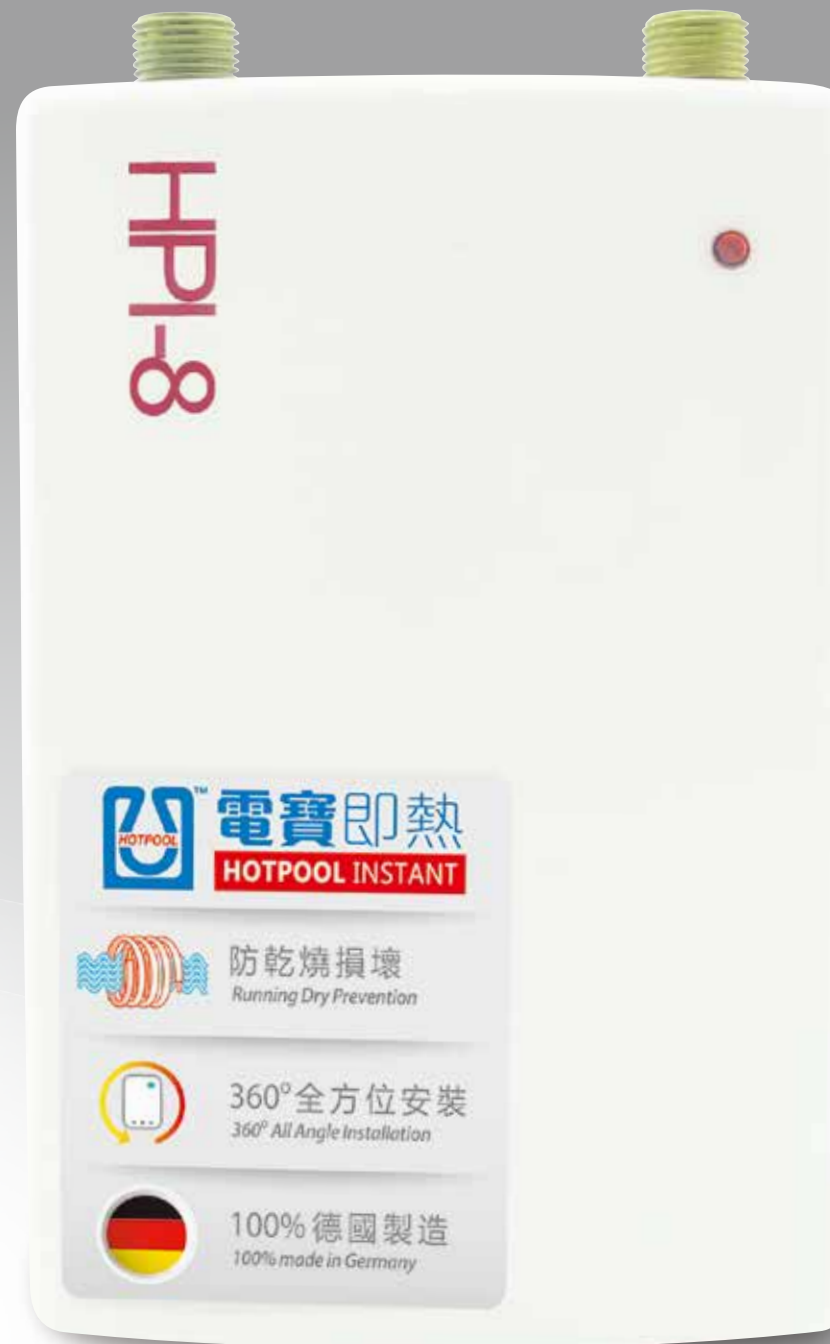 HPI-8
HOTPOOL
™
電寶即熱
HOTPOOL INSTANT
防乾燒損壞
Running Dry Prevention
360°全方位安裝
360° All Angle Installation
100%德國製造
100% made in Germany